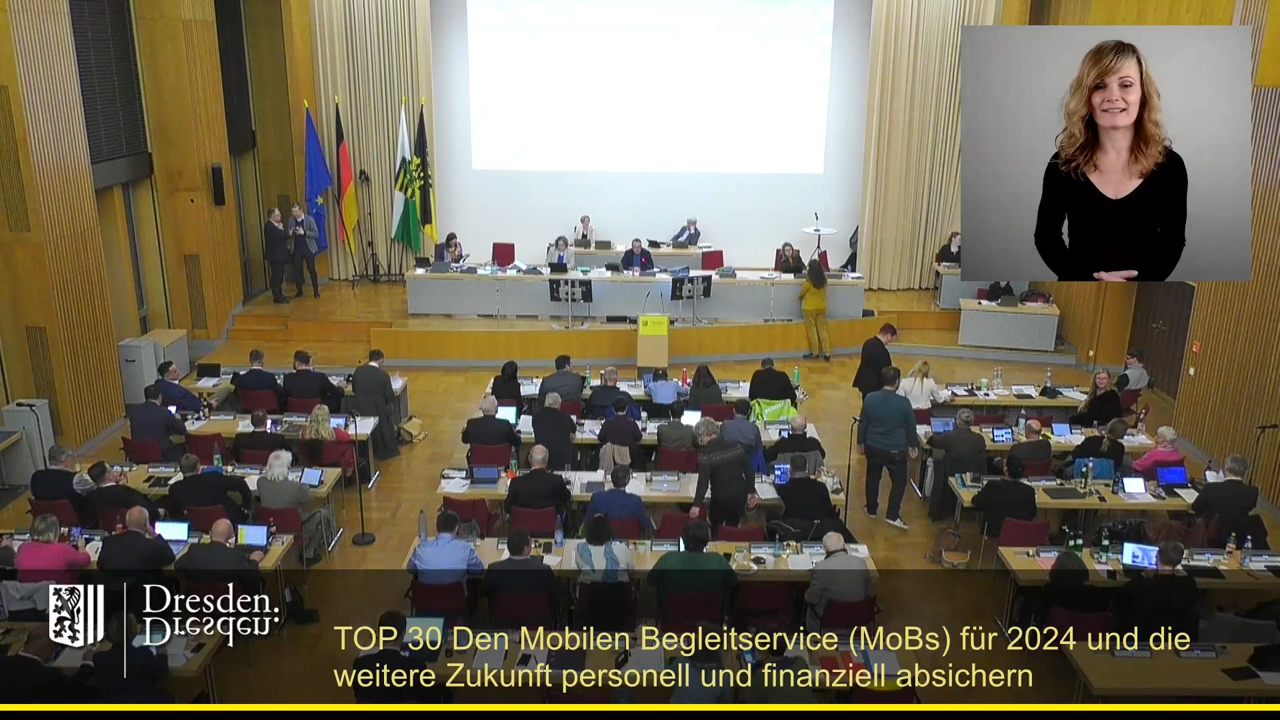 Dresden.
Dresden.
TOP 30 Den Mobilen Begleitservice (MoBs) für 2024 und die
weitere Zukunft personell und finanziell absichern